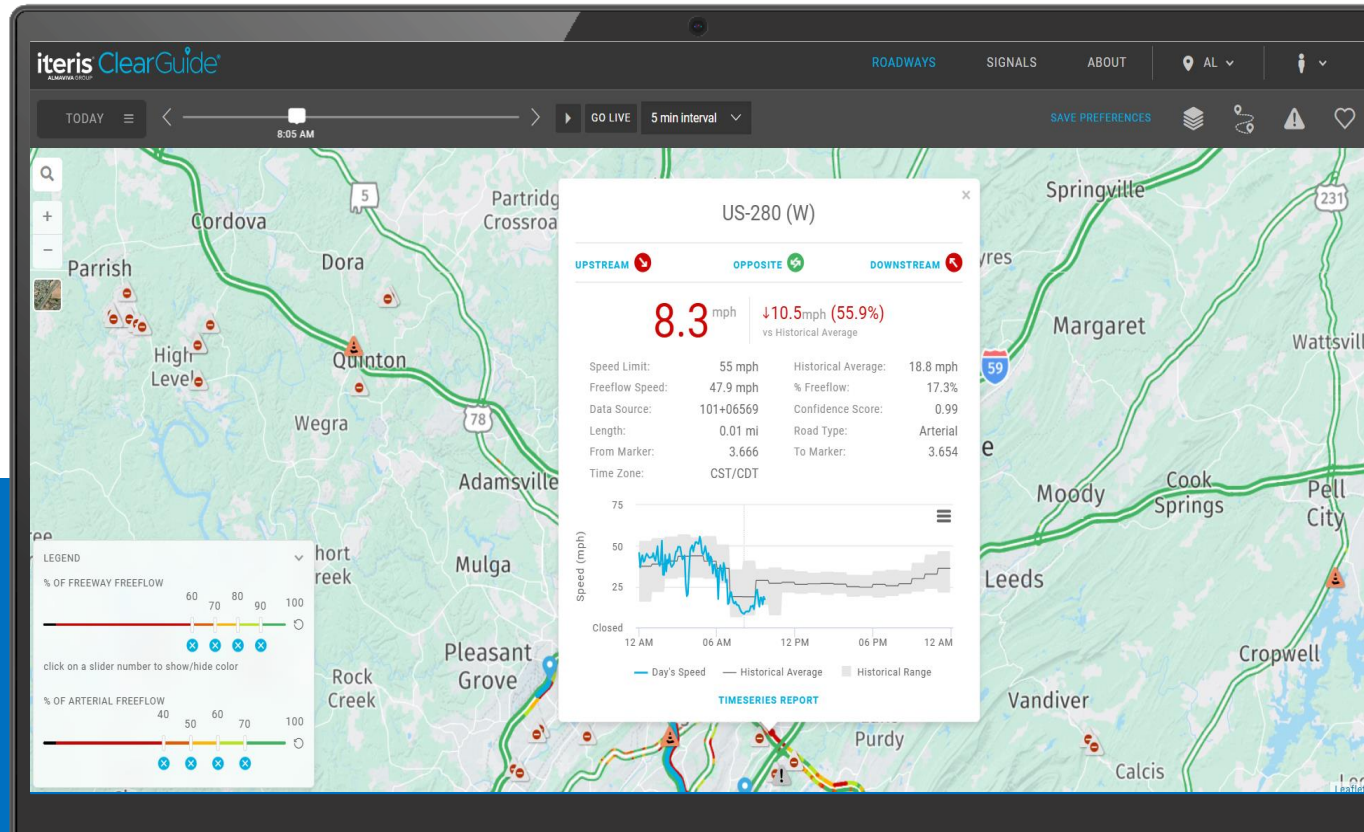 iteris ClearGuide
ALMAVIVA GROUP
ROADWAYS SIGNALS ABOUT AL
TODAY
8:05 AM
GO LIVE 5 min interval
SAVE PREFERENCES
5
Cordova
Parrish
Dora
High
Level
Quinton
Wegra
78
Adamsville
Mulga
Pleasant
Grove
Rock
Creek
US-280 (W)
UPSTREAM OPPOSITE DOWNSTREAM
8.3 mph ↓10.5mph (55.9%)
vs Historical Average
Speed Limit: 55 mph Historical Average: 18.8 mph
Freeflow Speed: 47.9 mph % Freeflow: 17.3%
Data Source: 101+06569 Confidence Score: 0.99
Length: 0.01 mi Road Type: Arterial
From Marker: 3.666 To Marker: 3.654
Time Zone: CST/CDT
Speed (mph)
75
50
25
Closed
12 AM 06 AM 12 PM 06 PM 12 AM
Day's Speed Historical Average Historical Range
TIMESERIES REPORT
Springville
231
Margaret
59
Moody
Cook
Springs
Pell
City
Leeds
Cropwell
Vandiver
Purdy
Calcis
Leaflet
LEGEND
% OF FREEWAY FREEFLOW
60 70 80 90 100
click on a slider number to show/hide color
% OF ARTERIAL FREEFLOW
40 50 60 70 100